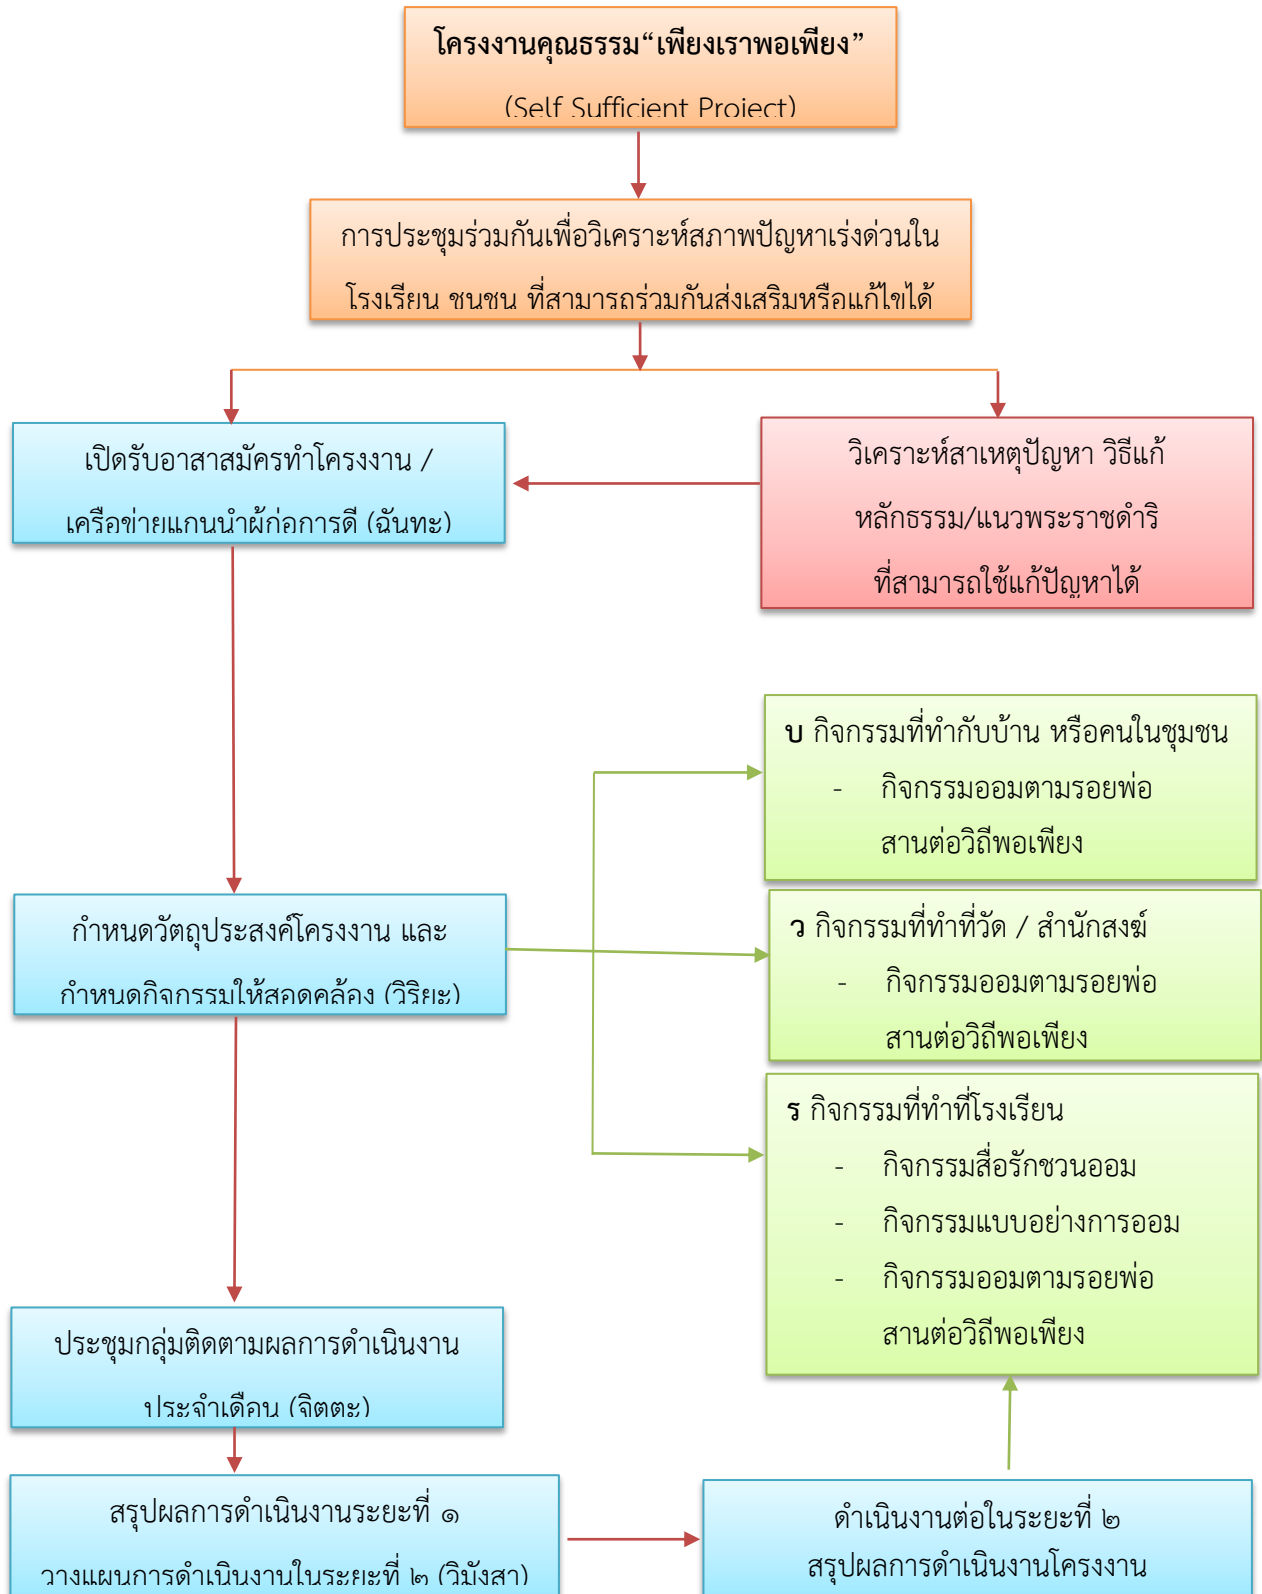 โครงงานคุณธรรม“เพียงเราพอเพียง”
(Self Sufficient Project)
การประชุมร่วมกันเพื่อวิเคราะห์สภาพปัญหาเร่งด่วนใน
โรงเรียน ชนชน ที่สามารถร่วมกันส่งเสริมหรือแก้ไขได้
เปิดรับอาสาสมัครทำโครงงาน /
เครือข่ายแกนนำผู้ก่อการดี (ฉันทะ)
วิเคราะห์สาเหตุปัญหา วิธีแก้
หลักธรรม/แนวพระราชดำริ
ที่สามารถใช้แก้ปัญหาได้
บ กิจกรรมที่ทำกับบ้าน หรือคนในชุมชน
- กิจกรรมออมตามรอยพ่อ
สานต่อวิถีพอเพียง
กำหนดวัตถุประสงค์โครงงาน และ
กำหนดกิจกรรมให้สอดคล้อง (วิริยะ)
ว กิจกรรมที่ทำที่วัด / สำนักสงฆ์
- กิจกรรมออมตามรอยพ่อ
สานต่อวิถีพอเพียง
ร กิจกรรมที่ทำที่โรงเรียน
- กิจกรรมสื่อรักชวนออม
- กิจกรรมแบบอย่างการออม
- กิจกรรมออมตามรอยพ่อ
สานต่อวิถีพอเพียง
ประชุมกลุ่มติดตามผลการดำเนินงาน
ประจำเดือน (จิตตะ)
สรุปผลการดำเนินงานระยะที่ ๑
วางแผนการดำเนินงานในระยะที่ ๒ (วิมังสา)
ดำเนินงานต่อในระยะที่ ๒
สรุปผลการดำเนินงานโครงงาน